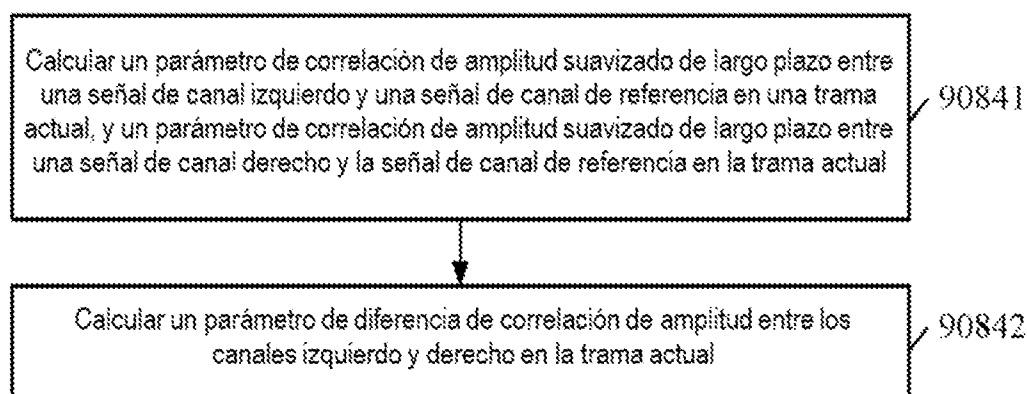 Calcular un parámetro de correlación de amplitud suavizado de largo plazo entre
una señal de canal izquierdo y una señal de canal de referencia en una trama
actual, y un parámetro de correlación de amplitud suavizado de largo plazo entre
una señal de canal derecho y la señal de canal de referencia en la trama actual
90841
Calcular un parámetro de diferencia de correlación de amplitud entre los
canales izquierdo y derecho en la trama actual
90842